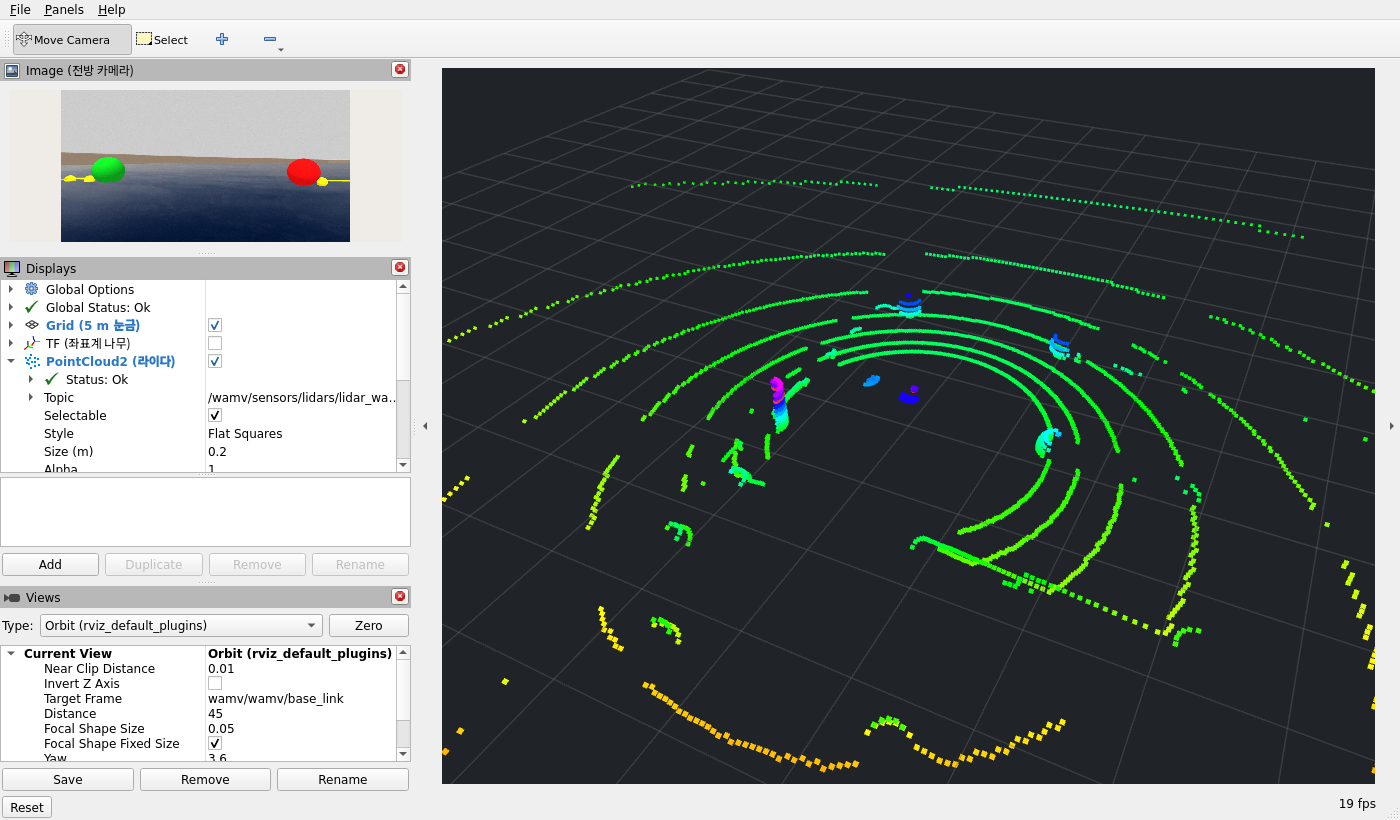 File Panels Help
Move Camera Select
Image (전방 카메라)
Displays
Global Options
Global Status: Ok
Grid (5 m 눈금)
TF (좌표계 나무)
PointCloud2 (라이다)
Status: Ok
Topic /wamv/sensors/lidars/lidar_wa...
Selectable
Style Flat Squares
Size (m) 0.2
Alpha 1
Add Duplicate Remove Rename
Views
Type: Orbit (rviz_default_plugins) Zero
Current View Orbit (rviz_default_plugins)
Near Clip Distance 0.01
Invert Z Axis
Target Frame wamv/wamv/base_link
Distance 45
Focal Shape Size 0.05
Focal Shape Fixed Size
Yaw 3.6
Save Remove Rename
Reset 19 fps